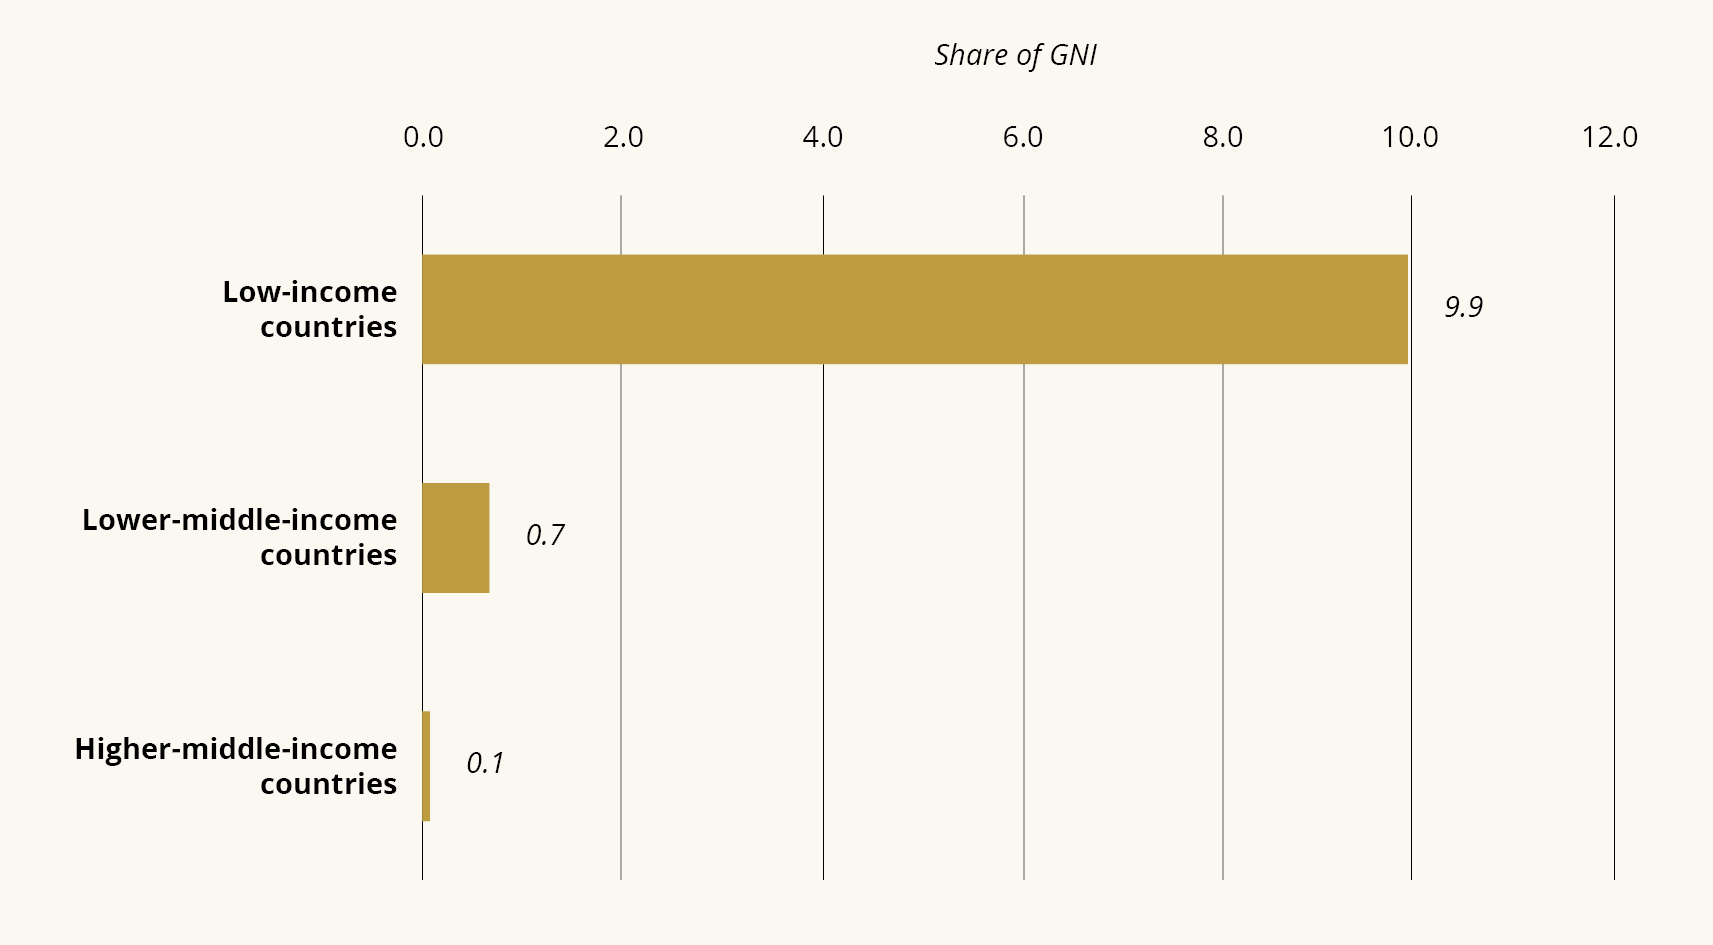 Share of GNI
0.0 2.0 4.0 6.0 8.0 10.0 12.0
Low-income
countries
9.9
Lower-middle-income
countries
0.7
Higher-middle-income
countries
0.1